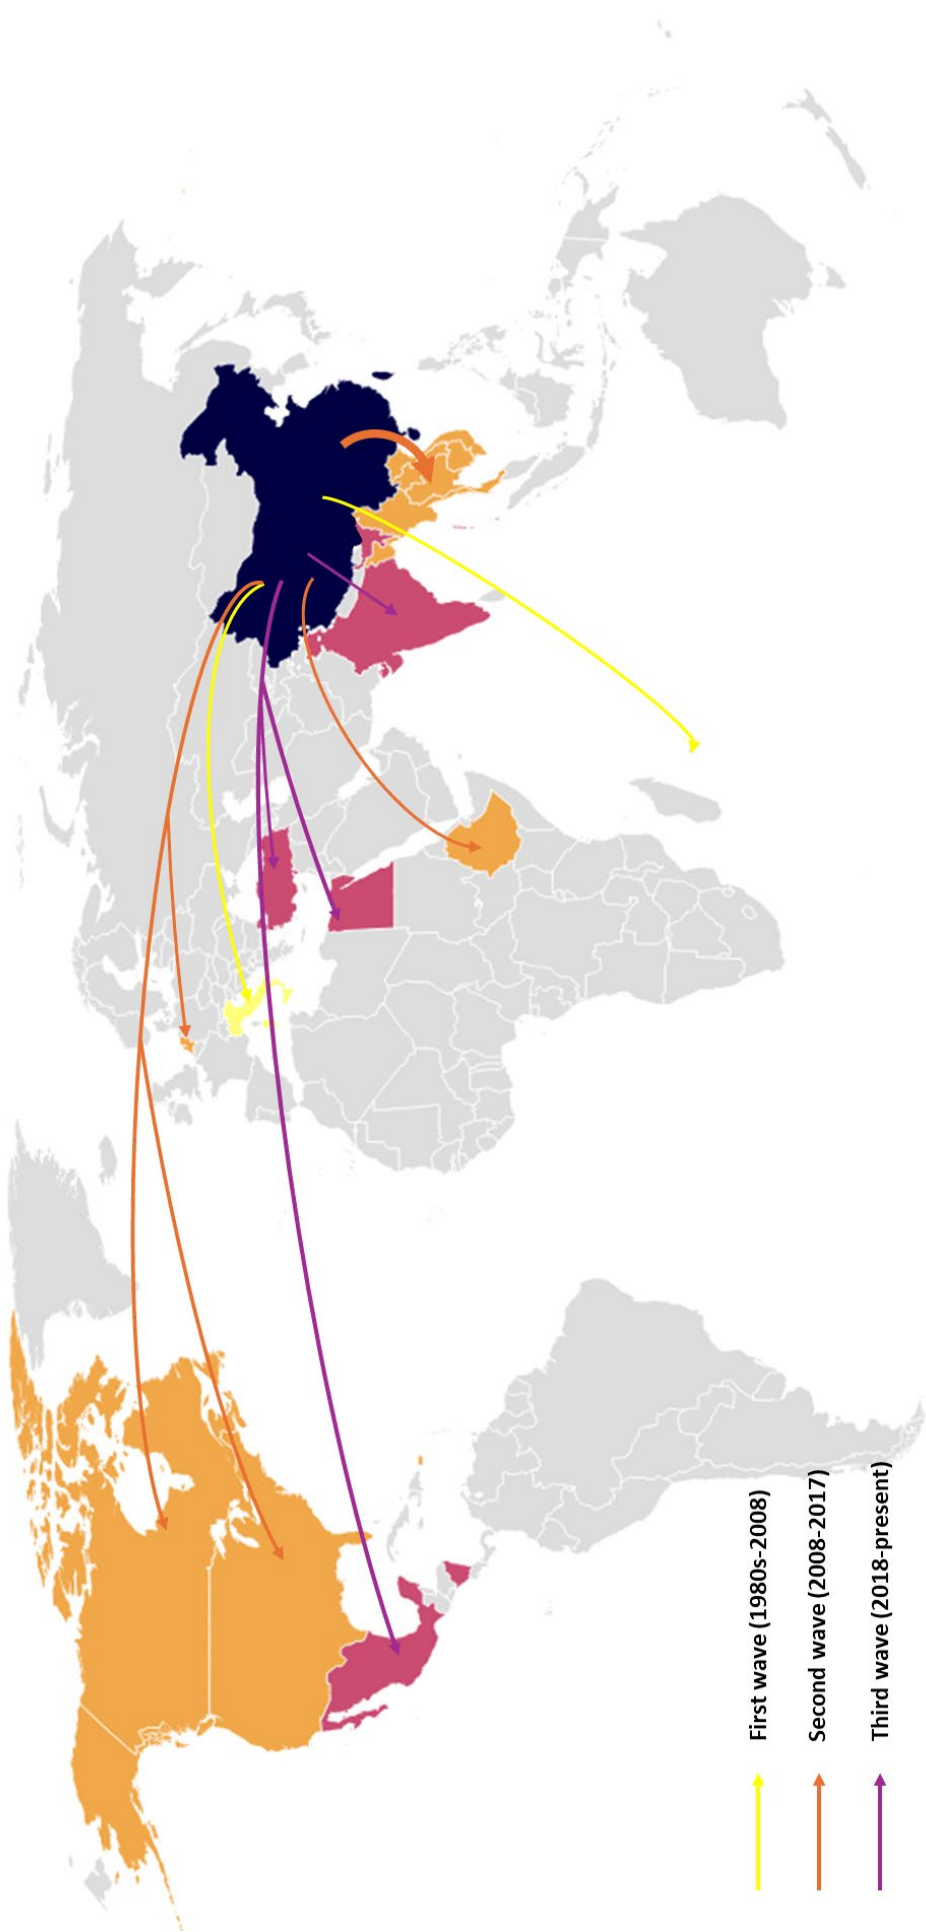 First wave (1980s-2008)
Second wave (2008-2017)
Third wave (2018-present)